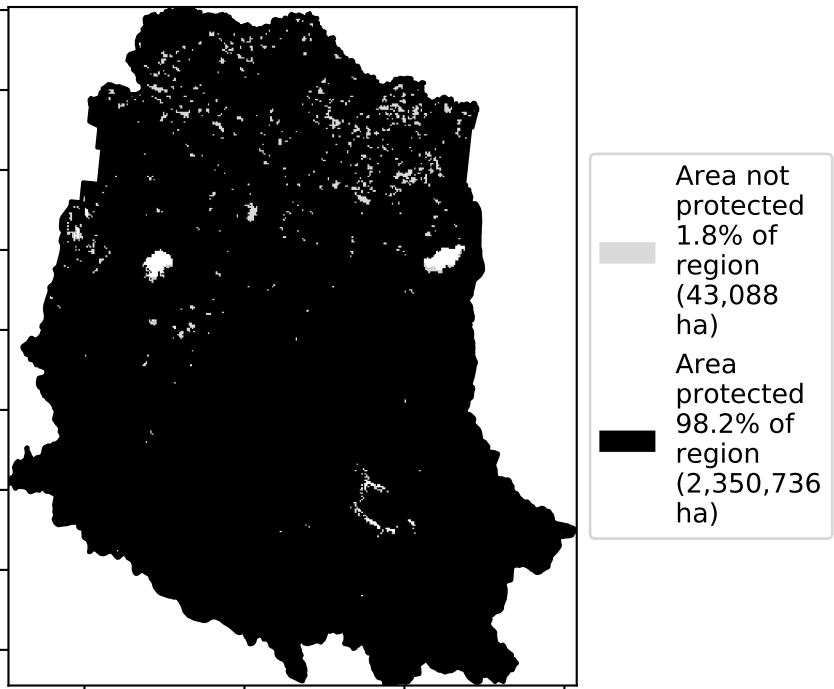 Area not
protected
1.8% of
region
(43,088
ha)
Area
protected
98.2% of
region
(2,350,736
ha)